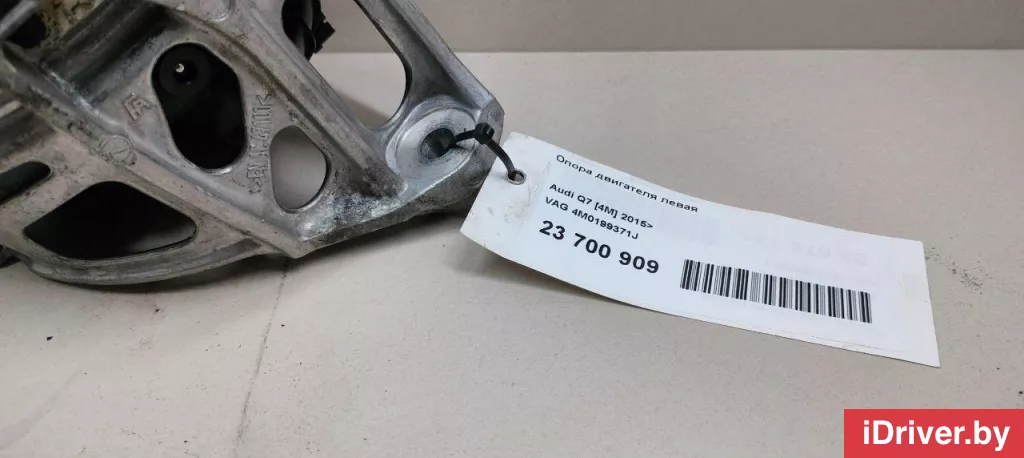 Опора двигателя левая
Audi Q7 [4M] 2015>
VAG 4M0199371J
23 700 909
iDriver.by